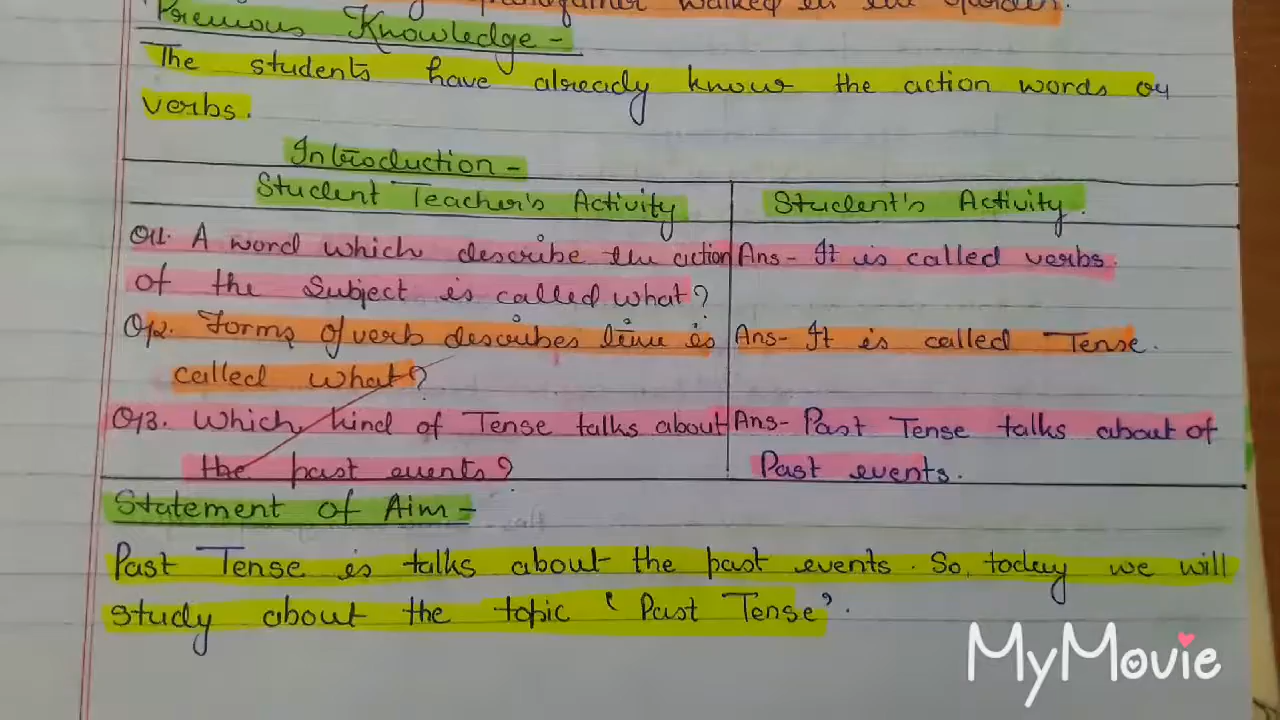 walked in the garden.
Previous Knowledge-
The students have already know the action words or
verbs.
Introduction-
Student Teacher's Activity
Student's Activity.
Q1. A word which describe the action
of the Subject is called what?
Ans- It is called verbs.
Q2. Forms of verb describes time is
called what?
Ans- It is called Tense.
Q3. Which kind of Tense talks about
the past events?
Ans- Past Tense talks about of
Past events.
Statement of Aim-
Past Tense is talks about the past events. So, today we will
study about the topic 'Past Tense'.
MyMovie